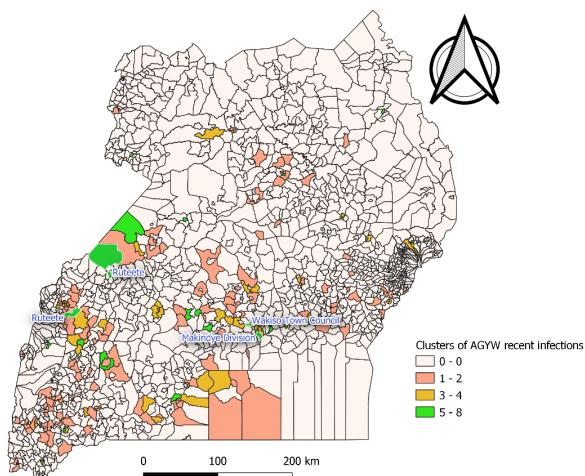 Ruteete
Ruteete
Wakiso Town Council
Makindye Division
Clusters of AGYW recent infections
0 - 0
1 - 2
3 - 4
5 - 8
0 100 200 km